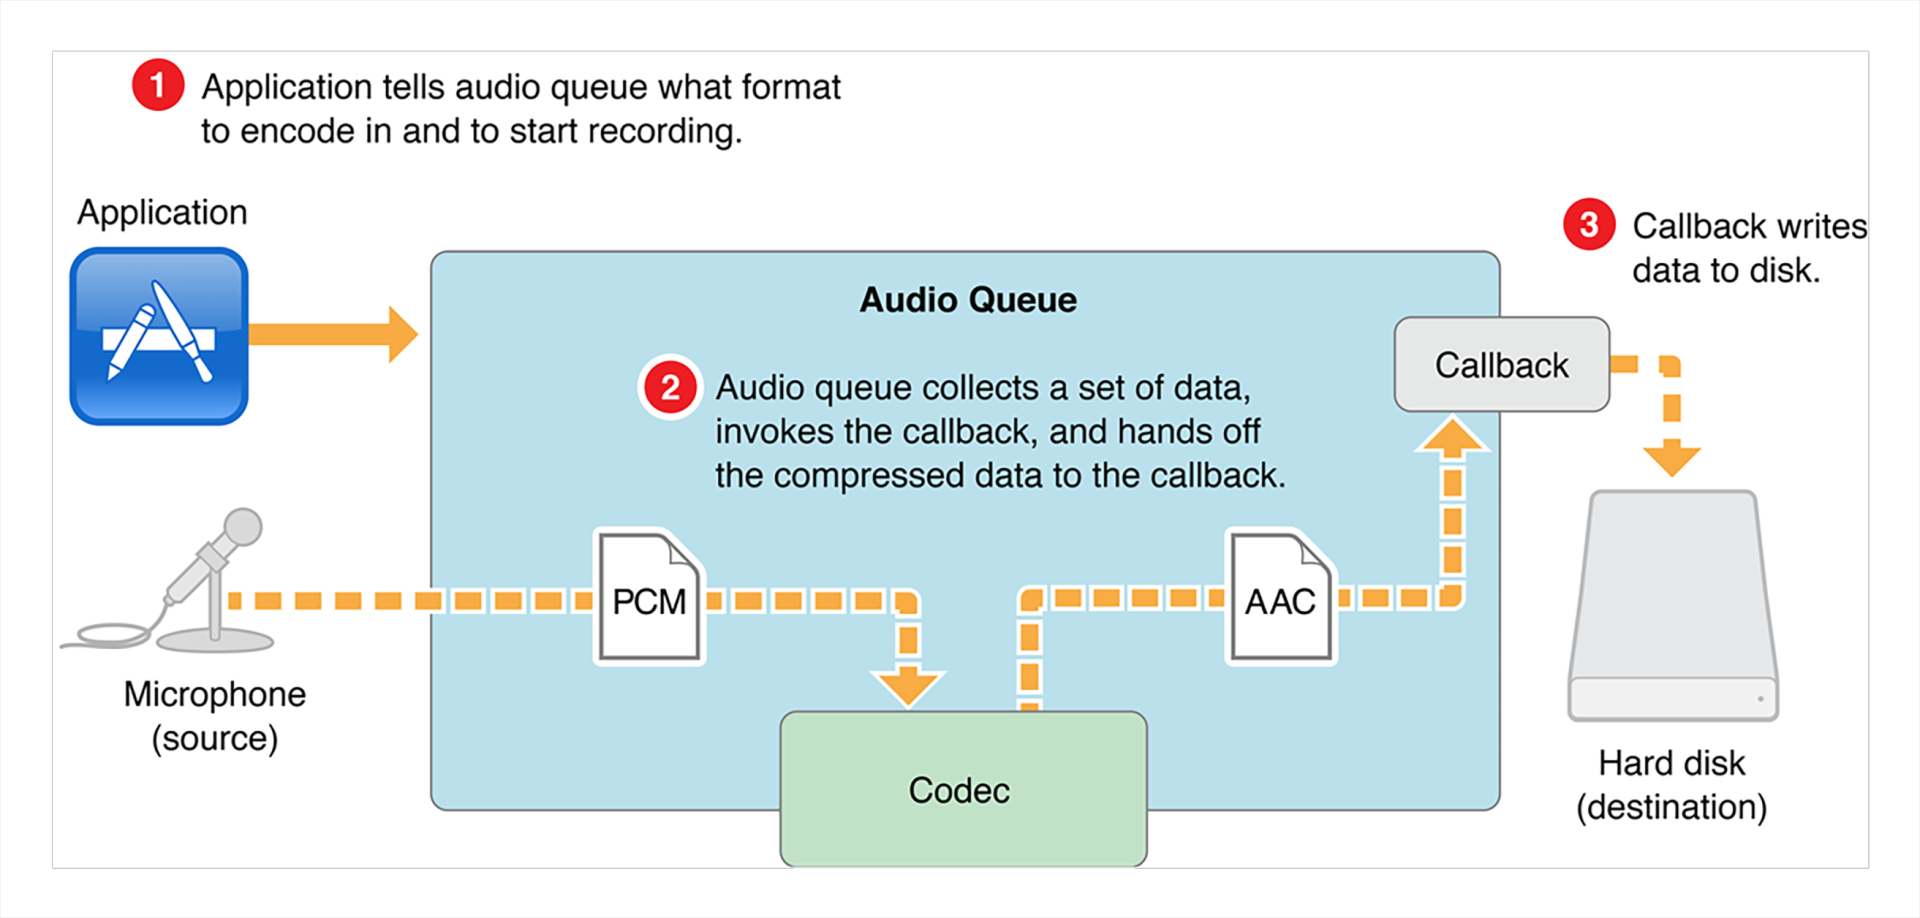 1 Application tells audio queue what format
to encode in and to start recording.
Application
3 Callback writes
data to disk.
Audio Queue
Callback
2 Audio queue collects a set of data,
invokes the callback, and hands off
the compressed data to the callback.
PCM
AAC
Microphone
(source)
Codec
Hard disk
(destination)